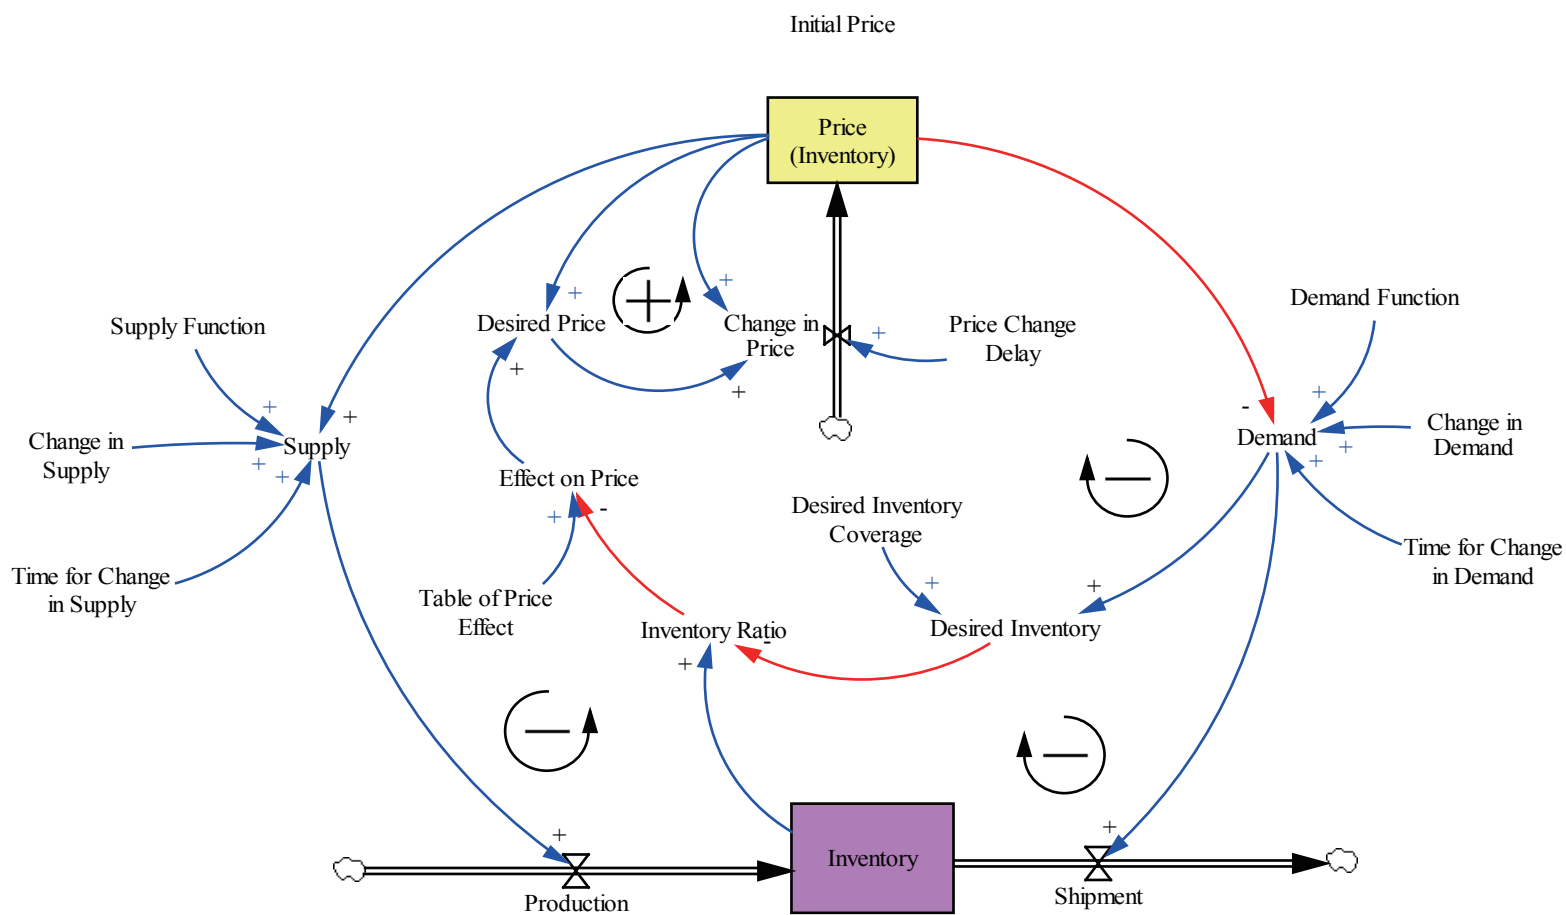 Initial Price
Price
(Inventory)
+
+
Demand Function
Supply Function
Desired Price
Change in
Price
+
Price Change
Delay
+
+
+
+
+
-
Change in
Demand
Change in
Supply
Supply
Demand
+
+
+
+
Effect on Price
+
-
Desired Inventory
Coverage
Time for Change
in Demand
Time for Change
in Supply
Table of Price
Effect
+
+
Inventory Ratio
-
Desired Inventory
+
+
+
Inventory
Production
Shipment